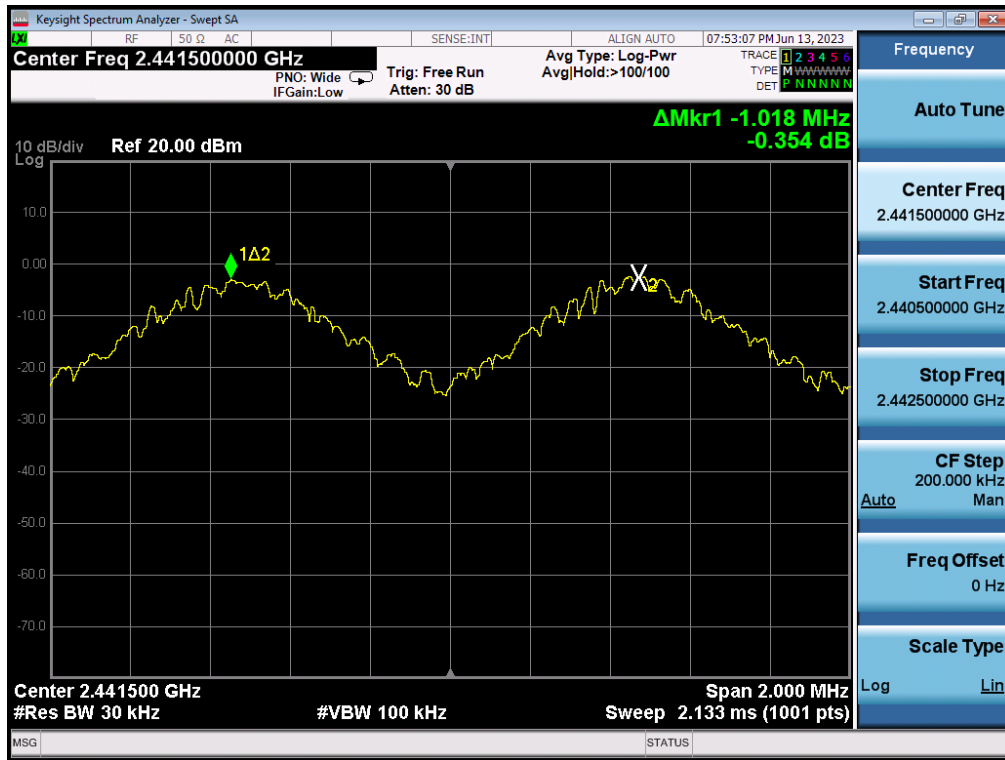 Keysight Spectrum Analyzer - Swept SA
LXI RF 50 Ω AC SENSE:INT ALIGN AUTO 07:53:07 PM Jun 13, 2023
Center Freq 2.441500000 GHz
PNO: Wide
IFGain:Low
Trig: Free Run
Atten: 30 dB
Avg Type: Log-Pwr
Avg|Hold:>100/100
TRACE 1 2 3 4 5 6
TYPE M WWWWW
DET P N N N N N
ΔMkr1 -1.018 MHz
-0.354 dB
10 dB/div Ref 20.00 dBm
Log
10.0
0.00
-10.0
-20.0
-30.0
-40.0
-50.0
-60.0
-70.0
1Δ2
X2
Center 2.441500 GHz Span 2.000 MHz
#Res BW 30 kHz #VBW 100 kHz Sweep 2.133 ms (1001 pts)
MSG STATUS
Frequency
Auto Tune
Center Freq
2.441500000 GHz
Start Freq
2.440500000 GHz
Stop Freq
2.442500000 GHz
CF Step
200.000 kHz
Auto Man
Freq Offset
0 Hz
Scale Type
Log Lin